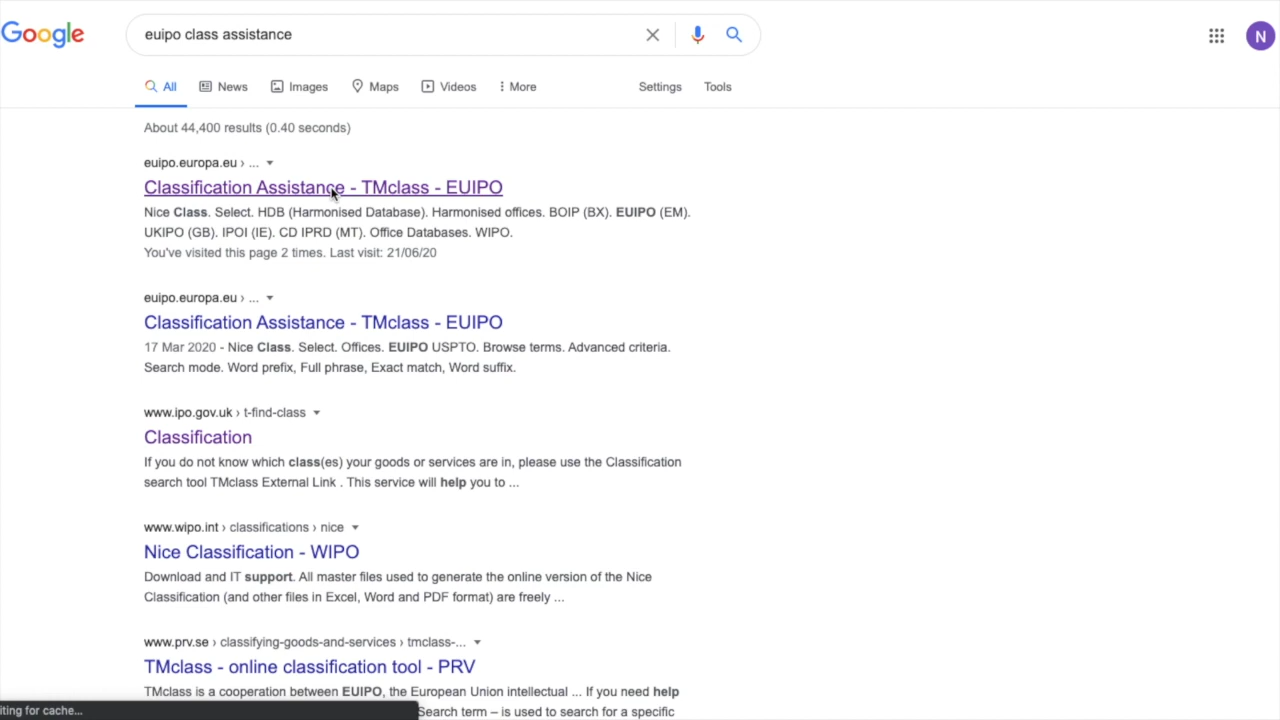 Google
euipo class assistance
N
All News Images Maps Videos More Settings Tools
About 44,400 results (0.40 seconds)
euipo.europa.eu › ...
Classification Assistance - TMclass - EUIPO
Nice Class. Select. HDB (Harmonised Database). Harmonised offices. BOIP (BX). EUIPO (EM).
UKIPO (GB). IPOI (IE). CD IPRD (MT). Office Databases. WIPO.
You've visited this page 2 times. Last visit: 21/06/20
euipo.europa.eu › ...
Classification Assistance - TMclass - EUIPO
17 Mar 2020 - Nice Class. Select. Offices. EUIPO USPTO. Browse terms. Advanced criteria.
Search mode. Word prefix, Full phrase, Exact match, Word suffix.
www.ipo.gov.uk › t-find-class
Classification
If you do not know which class(es) your goods or services are in, please use the Classification
search tool TMclass External Link . This service will help you to ...
www.wipo.int › classifications › nice
Nice Classification - WIPO
Download and IT support. All master files used to generate the online version of the Nice
Classification (and other files in Excel, Word and PDF format) are freely ...
www.prv.se › classifying-goods-and-services › tmclass-...
TMclass - online classification tool - PRV
TMclass is a cooperation between EUIPO, the European Union intellectual ... If you need help
Search term – is used to search for a specific
iting for cache...